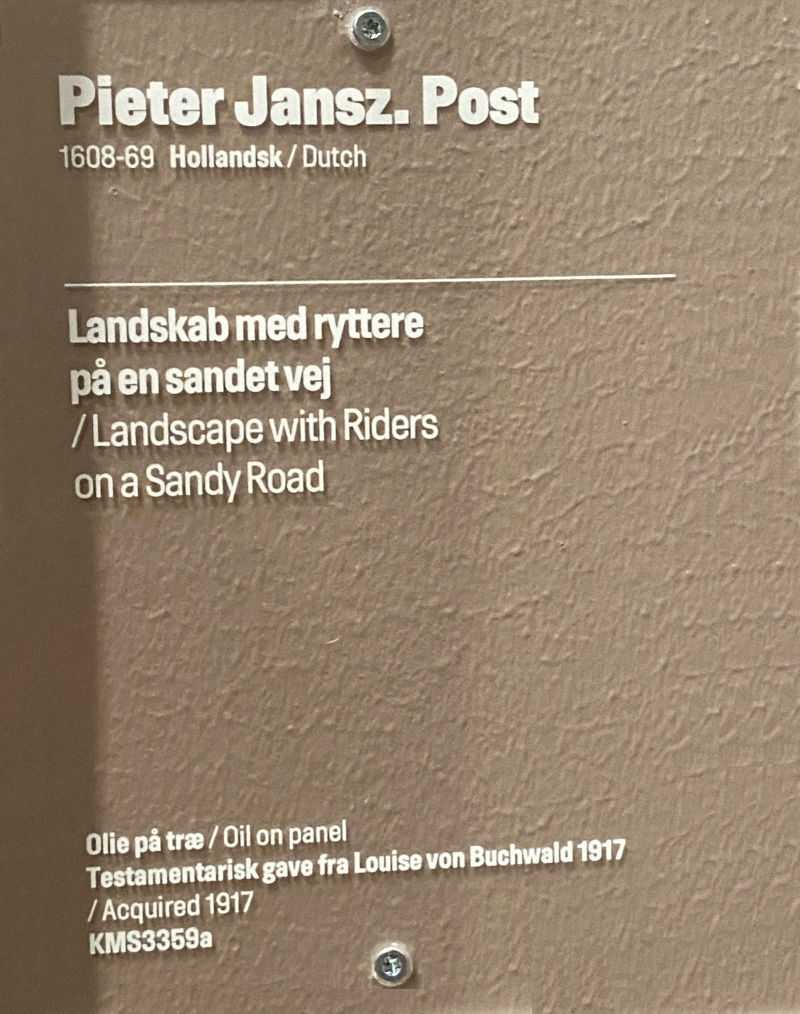 Pieter Jansz. Post
1608-69 Hollandsk / Dutch
Landskab med ryttere
på en sandet vej
/ Landscape with Riders
on a Sandy Road
Olie på træ / Oil on panel
Testamentarisk gave fra Louise von Buchwald 1917
/ Acquired 1917
KMS3359a